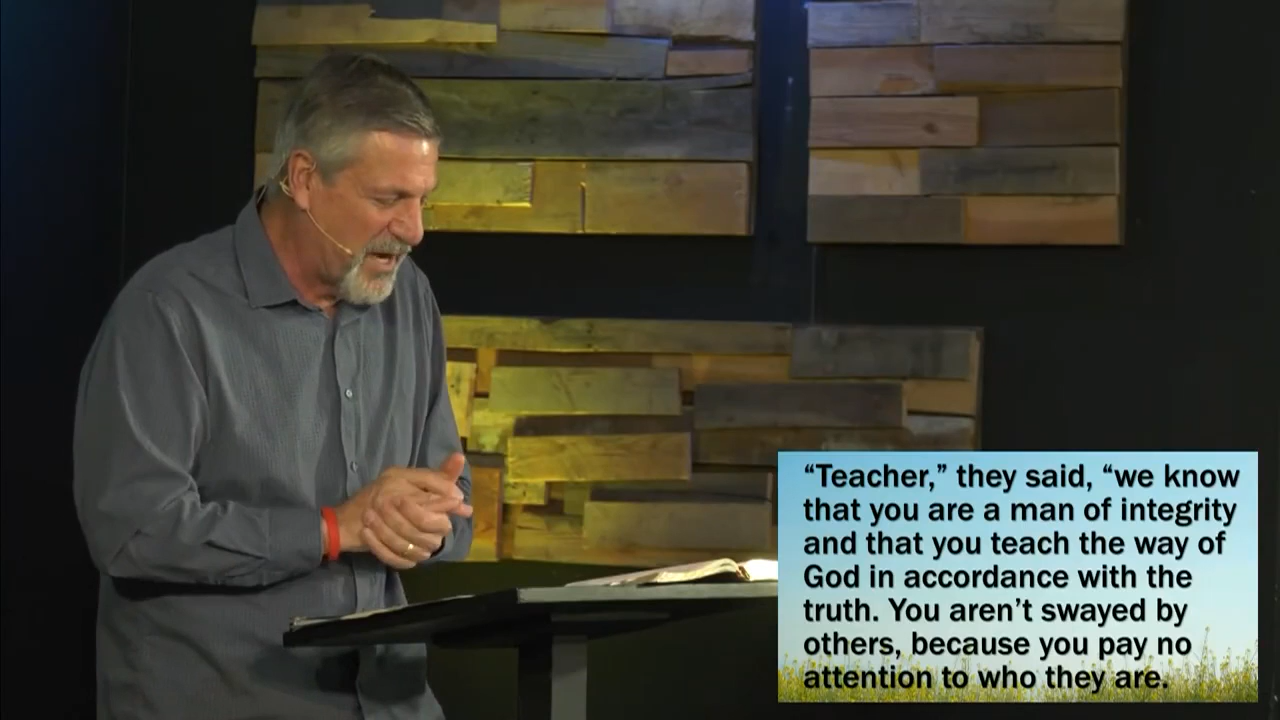 “Teacher,” they said, “we know
that you are a man of integrity
and that you teach the way of
God in accordance with the
truth. You aren’t swayed by
others, because you pay no
attention to who they are.